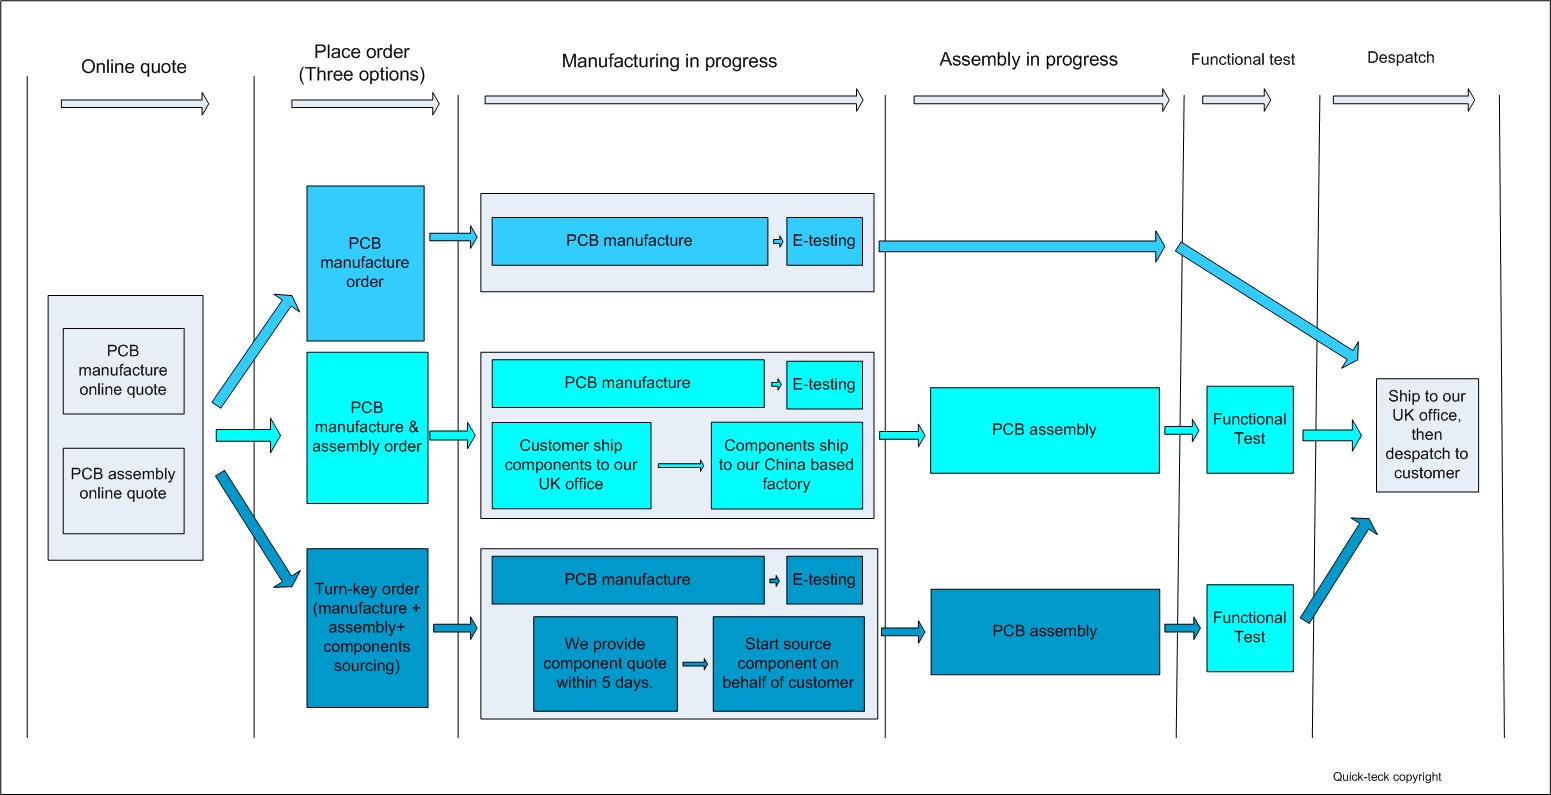 Online quote
Place order
(Three options)
Manufacturing in progress
Assembly in progress
Functional test
Despatch
PCB
manufacture
online quote
PCB assembly
online quote
PCB
manufacture
order
PCB manufacture
E-testing
PCB
manufacture &
assembly order
PCB manufacture
E-testing
Customer ship
components to our
UK office
Components ship
to our China based
factory
PCB assembly
Functional
Test
Ship to our
UK office,
then
despatch to
customer
Turn-key order
(manufacture +
assembly+
components
sourcing)
PCB manufacture
E-testing
We provide
component quote
within 5 days.
Start source
component on
behalf of customer
PCB assembly
Functional
Test
Quick-teck copyright